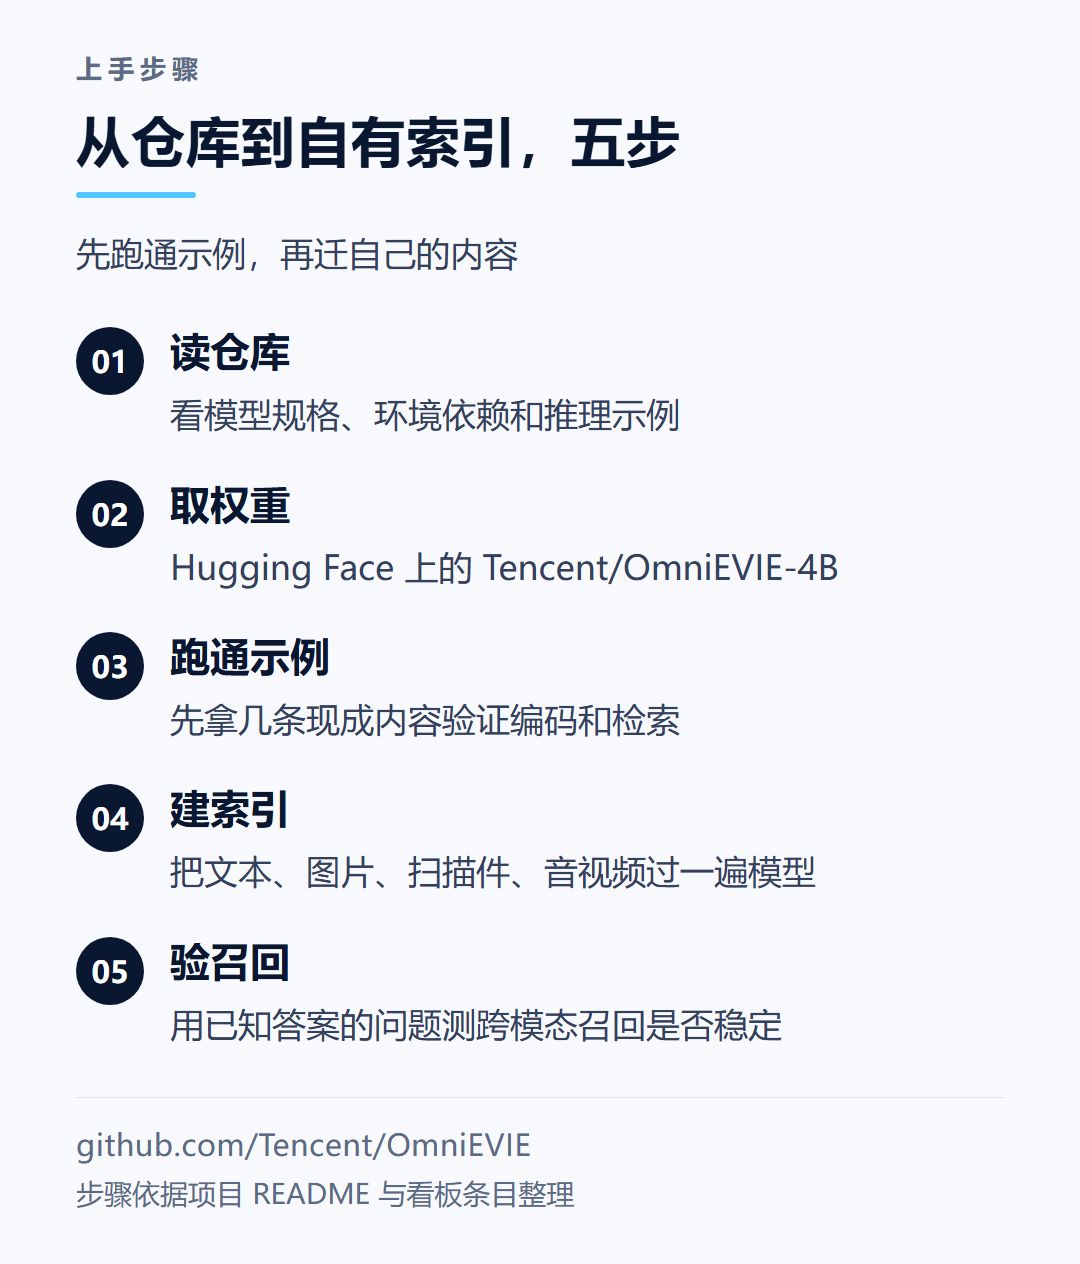 上手步骤
从仓库到自有索引，五步
先跑通示例，再迁自己的内容
01
读仓库
看模型规格、环境依赖和推理示例
02
取权重
Hugging Face 上的 Tencent/OmniEVIE-4B
03
跑通示例
先拿几条现成内容验证编码和检索
04
建索引
把文本、图片、扫描件、音视频过一遍模型
05
验召回
用已知答案的问题测跨模态召回是否稳定
github.com/Tencent/OmniEVIE
步骤依据项目 README 与看板条目整理